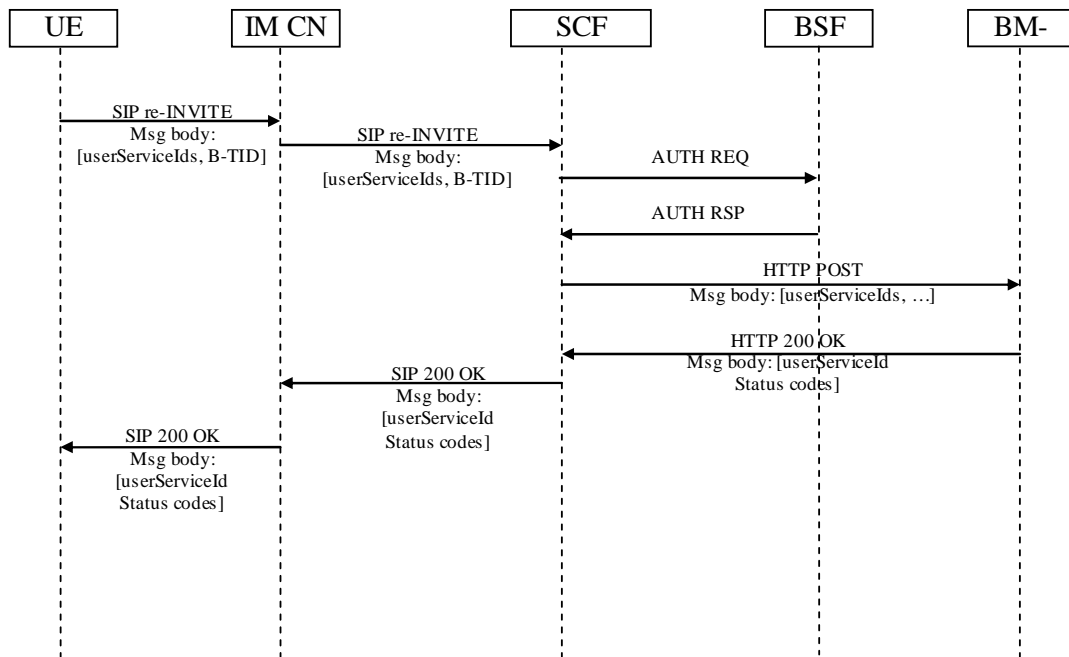 UE
IM CN
SCF
BSF
BM-
SIP re-INVITE
Msg body:
[userServiceIds, B-TID]
SIP re-INVITE
Msg body:
[userServiceIds, B-TID]
AUTH REQ
AUTH RSP
HTTP POST
Msg body: [userServiceIds, …]
HTTP 200 OK
Msg body: [userServiceId
Status codes]
SIP 200 OK
Msg body:
[userServiceId
Status codes]
SIP 200 OK
Msg body:
[userServiceId
Status codes]